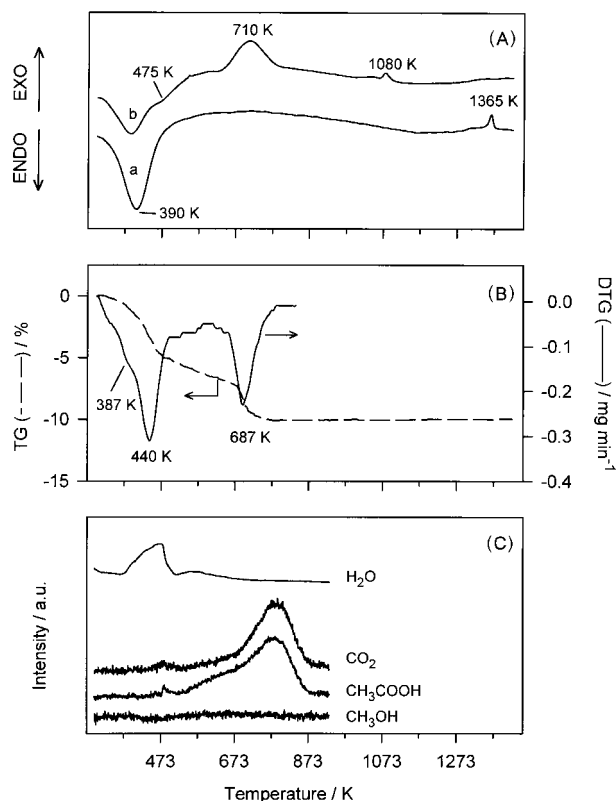 (A)
EXO
ENDO
710 K
475 K
1080 K
1365 K
b
a
390 K
(B)
TG (– – –) / %
0
-5
-10
-15
387 K
440 K
687 K
0.0
-0.1
-0.2
-0.3
-0.4
DTG (———) / mg min⁻¹
(C)
Intensity / a.u.
H₂O
CO₂
CH₃COOH
CH₃OH
473 673 873 1073 1273
Temperature / K